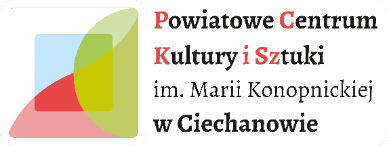 Powiatowe Centrum
Kultury i Sztuki
im. Marii Konopnickiej
w Ciechanowie